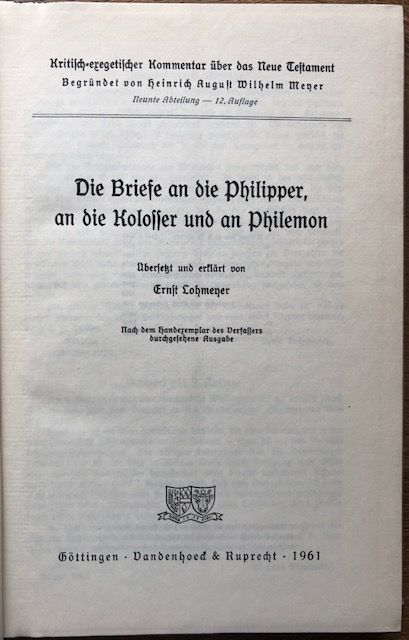 Kritisch-exegetischer Kommentar über das Neue Testament
Begründet von Heinrich August Wilhelm Meyer
Neunte Abteilung — 12. Auflage
Die Briefe an die Philipper,
an die Kolosser und an Philemon
Übersetzt und erklärt von
Ernst Lohmeyer
Nach dem Handexemplar des Verfassers
durchgesehene Ausgabe
Göttingen · Vandenhoeck & Ruprecht · 1961